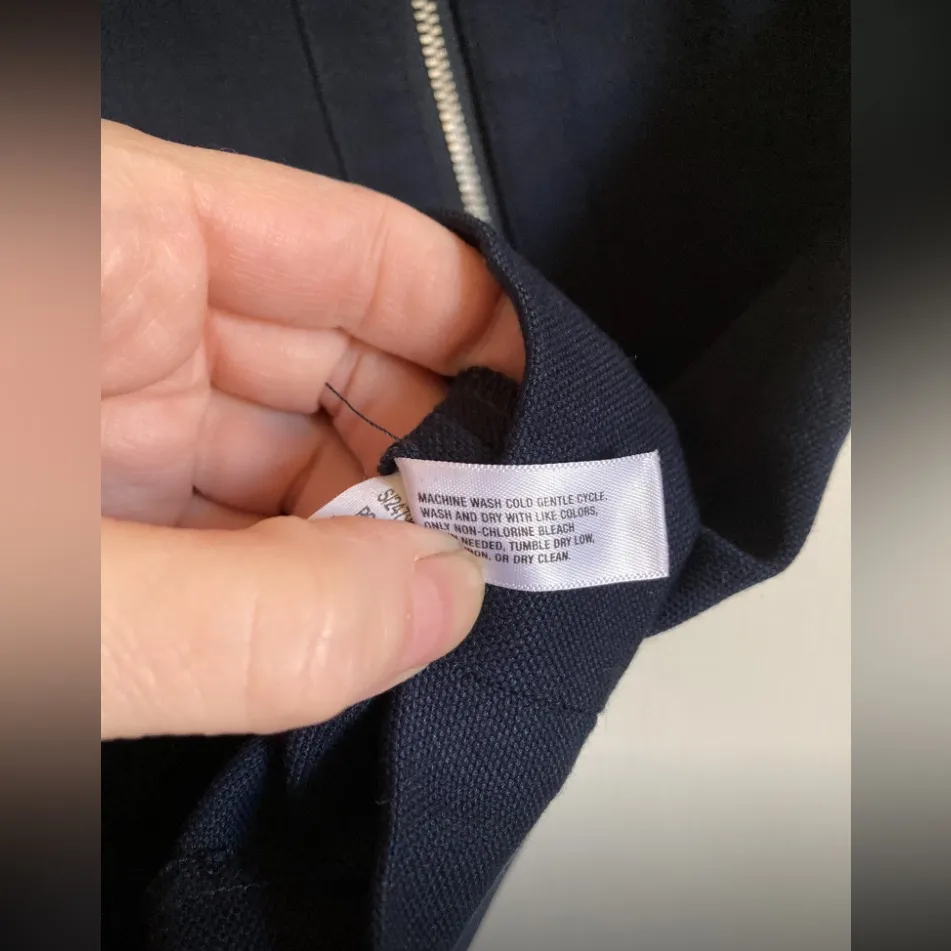 MACHINE WASH COLD GENTLE CYCLE.
WASH AND DRY WITH LIKE COLORS,
ONLY NON-CHLORINE BLEACH
NEEDED, TUMBLE DRY LOW,
OR DRY CLEAN.
S/247